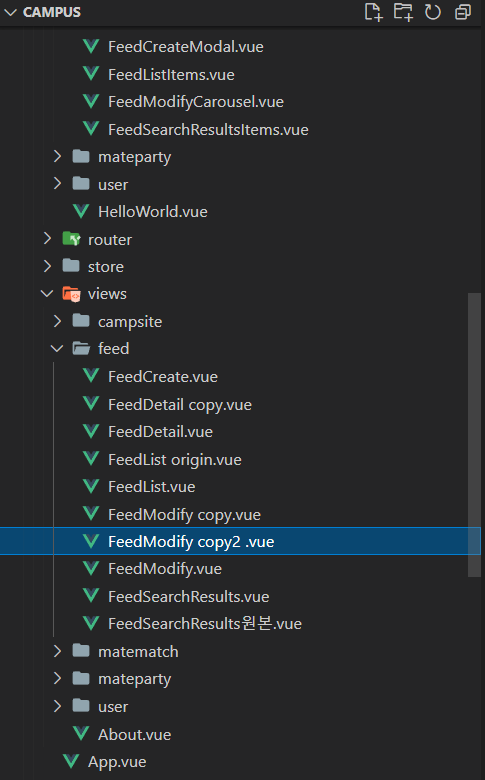 CAMPUS
FeedCreateModal.vue
FeedListItems.vue
FeedModifyCarousel.vue
FeedSearchResultsItems.vue
mateparty
user
HelloWorld.vue
router
store
views
campsite
feed
FeedCreate.vue
FeedDetail copy.vue
FeedDetail.vue
FeedList origin.vue
FeedList.vue
FeedModify copy.vue
FeedModify copy2 .vue
FeedModify.vue
FeedSearchResults.vue
FeedSearchResults원본.vue
matematch
mateparty
user
About.vue
App.vue